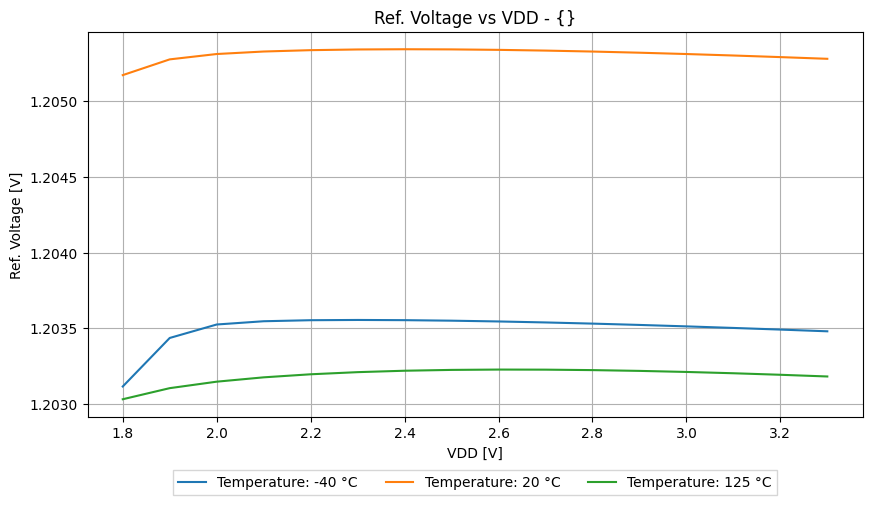 Ref. Voltage vs VDD - {}
Ref. Voltage [V]
1.2050
1.2045
1.2040
1.2035
1.2030
1.8 2.0 2.2 2.4 2.6 2.8 3.0 3.2
VDD [V]
Temperature: -40 °C Temperature: 20 °C Temperature: 125 °C